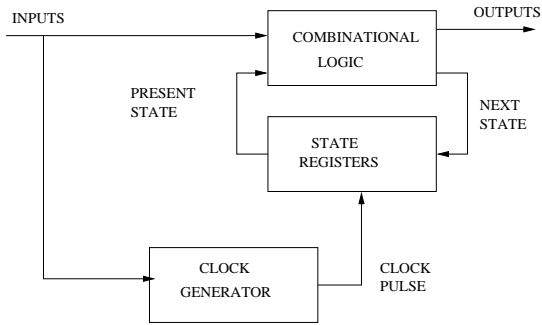 INPUTS
OUTPUTS
COMBINATIONAL
LOGIC
PRESENT
STATE
NEXT
STATE
STATE
REGISTERS
CLOCK
GENERATOR
CLOCK
PULSE